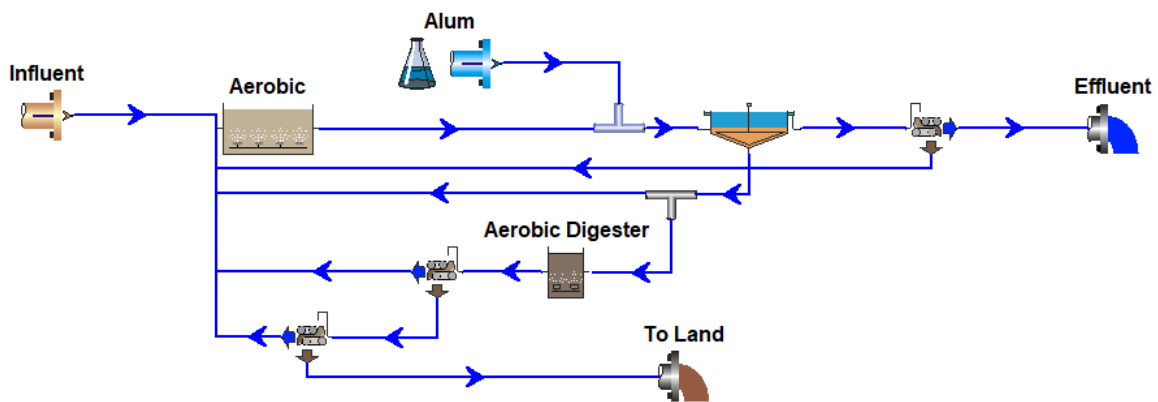 Alum
Influent
Aerobic
Effluent
Aerobic Digester
To Land